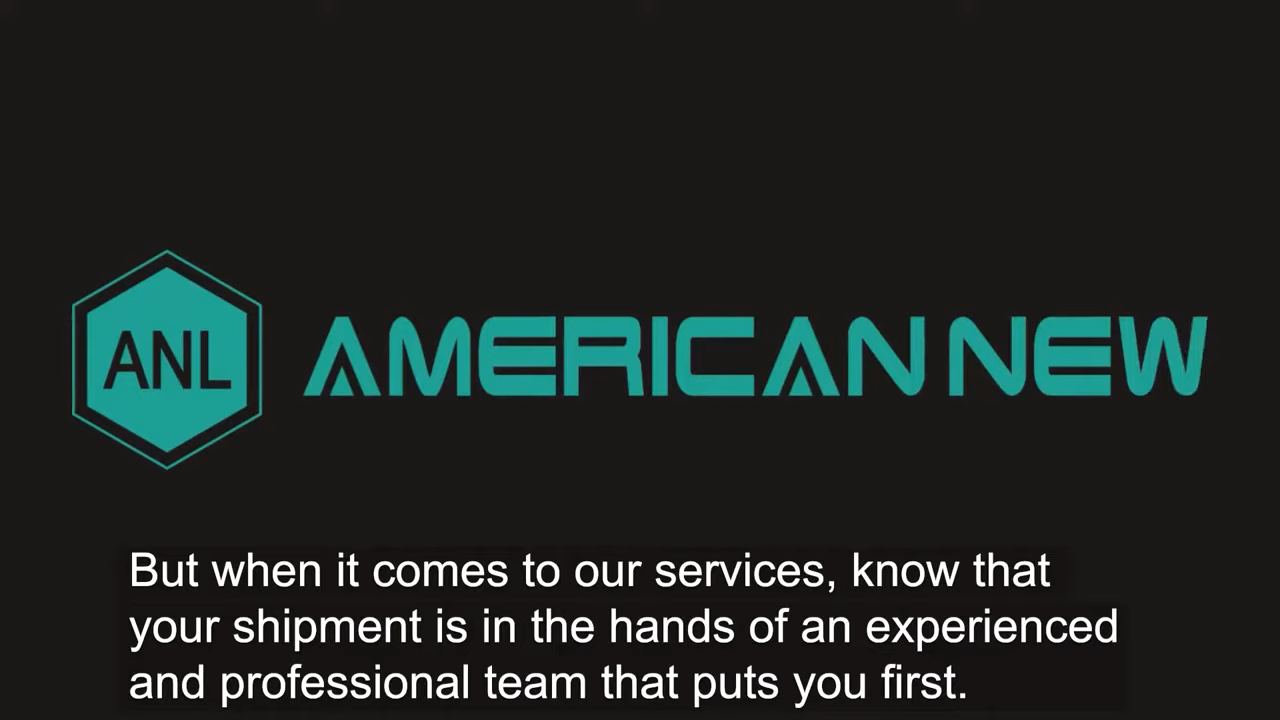 ANL
AMERICAN NEW
But when it comes to our services, know that
your shipment is in the hands of an experienced
and professional team that puts you first.